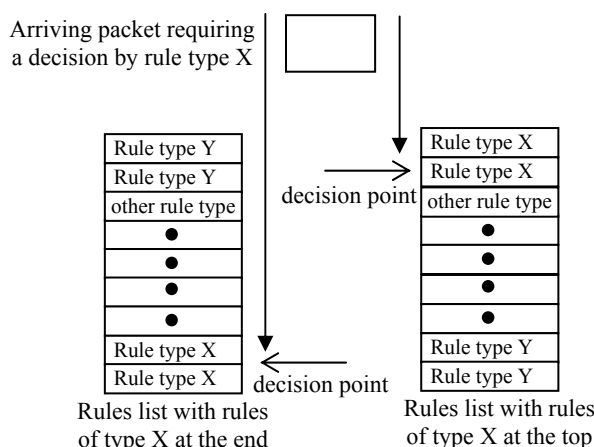 Arriving packet requiring
a decision by rule type X
Rule type Y
Rule type Y
other rule type
Rule type X
Rule type X
Rules list with rules
of type X at the end
decision point
decision point
Rule type X
Rule type X
other rule type
Rule type Y
Rule type Y
Rules list with rules
of type X at the top